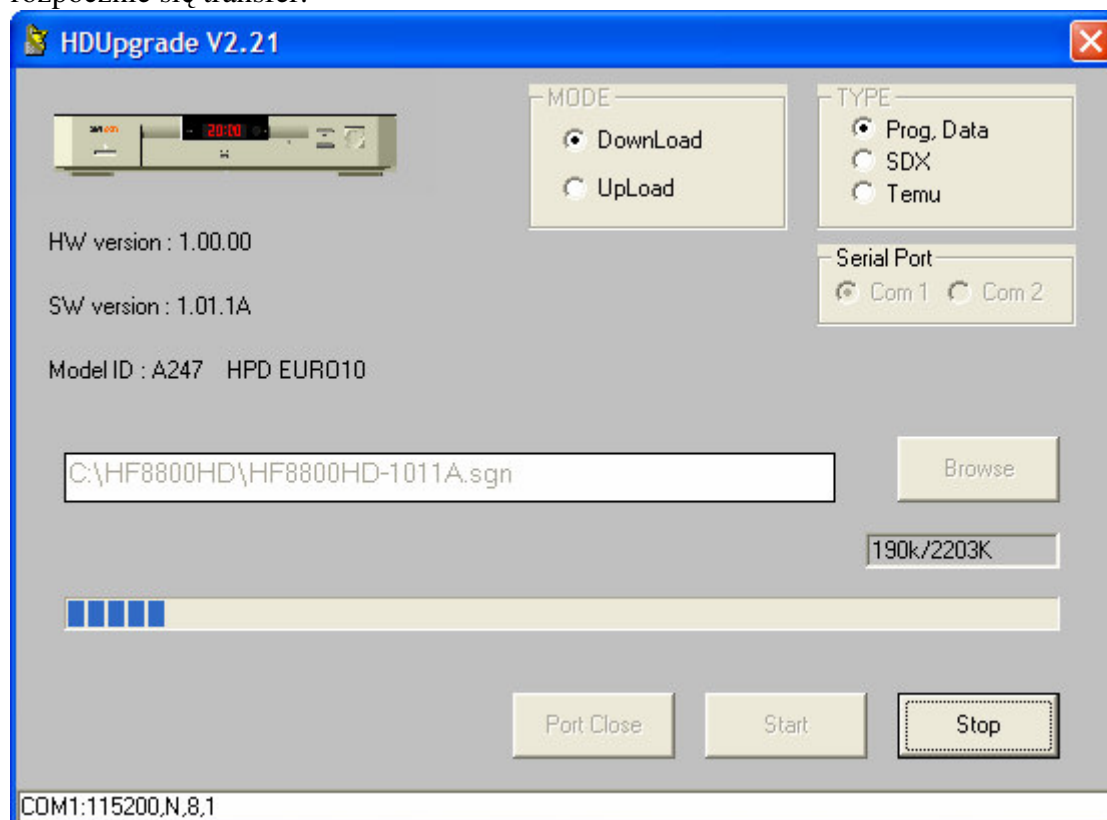 rozpocznie się transfer.
HDUpgrade V2.21
MODE
DownLoad
UpLoad
TYPE
Prog, Data
SDX
Temu
20:00
HW version : 1.00.00
SW version : 1.01.1A
Model ID : A247 HPD EURO10
Serial Port
Com 1 Com 2
C:\HF8800HD\HF8800HD-1011A.sgn
Browse
190k/2203K
Port Close
Start
Stop
COM1:115200,N,8,1